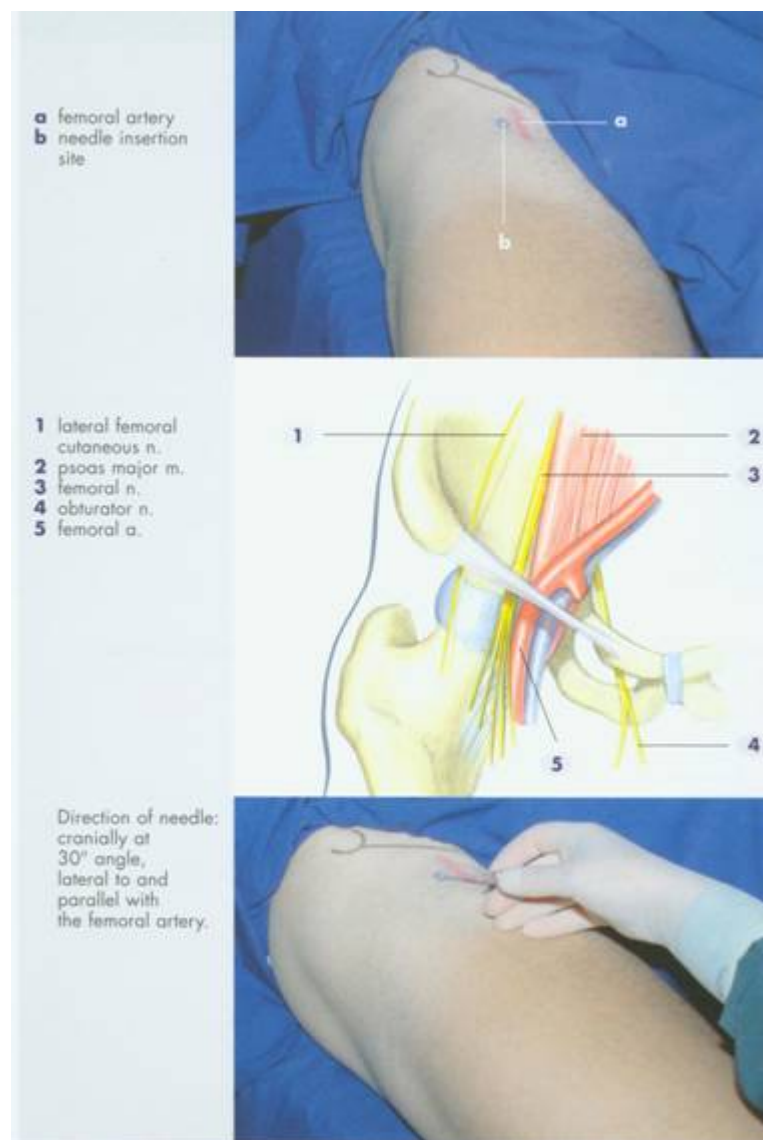 a femoral artery
b needle insertion
site
a
b
1 lateral femoral
cutaneous n.
2 psoas major m.
3 femoral n.
4 obturator n.
5 femoral a.
1
2
3
5
4
Direction of needle:
cranially at
30° angle,
lateral to and
parallel with
the femoral artery.